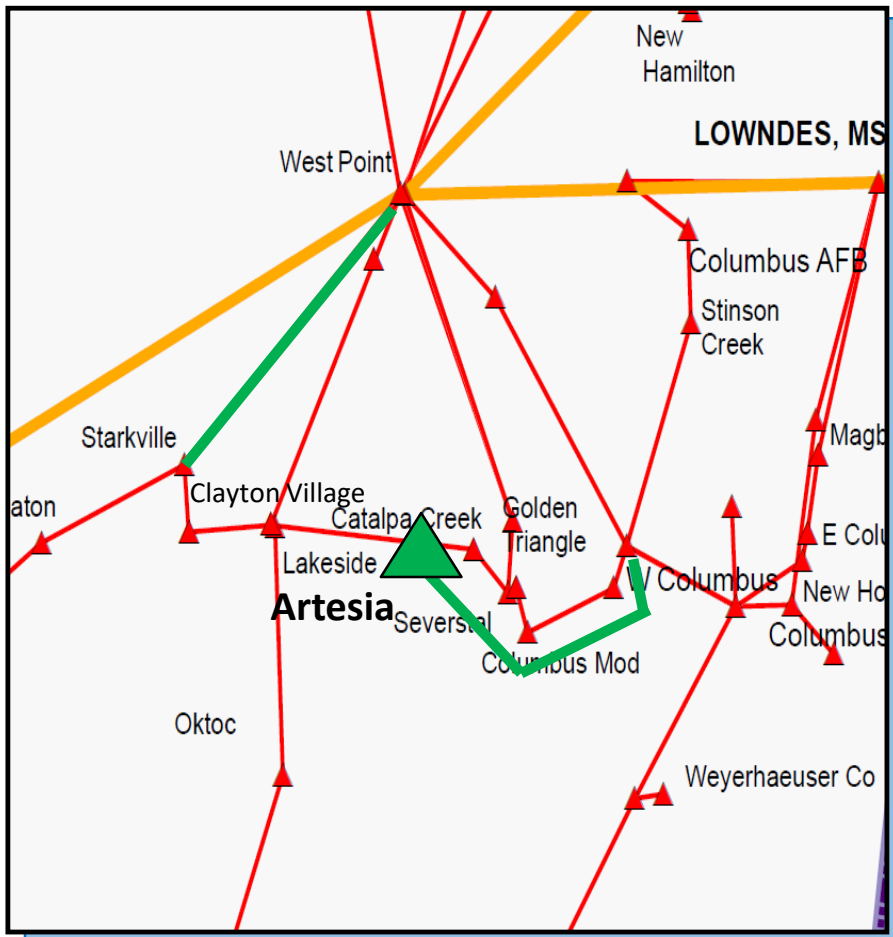 New
Hamilton
LOWNDES, MS
West Point
Columbus AFB
Stinson
Creek
Starkville
Magb
Clayton Village
aton
Golden
Catalpa Creek
Triangle
E Colu
Lakeside
W Columbus
New Ho
Artesia
Severstal
Columbus
Columbus Mod
Oktoc
Weyerhaeuser Co